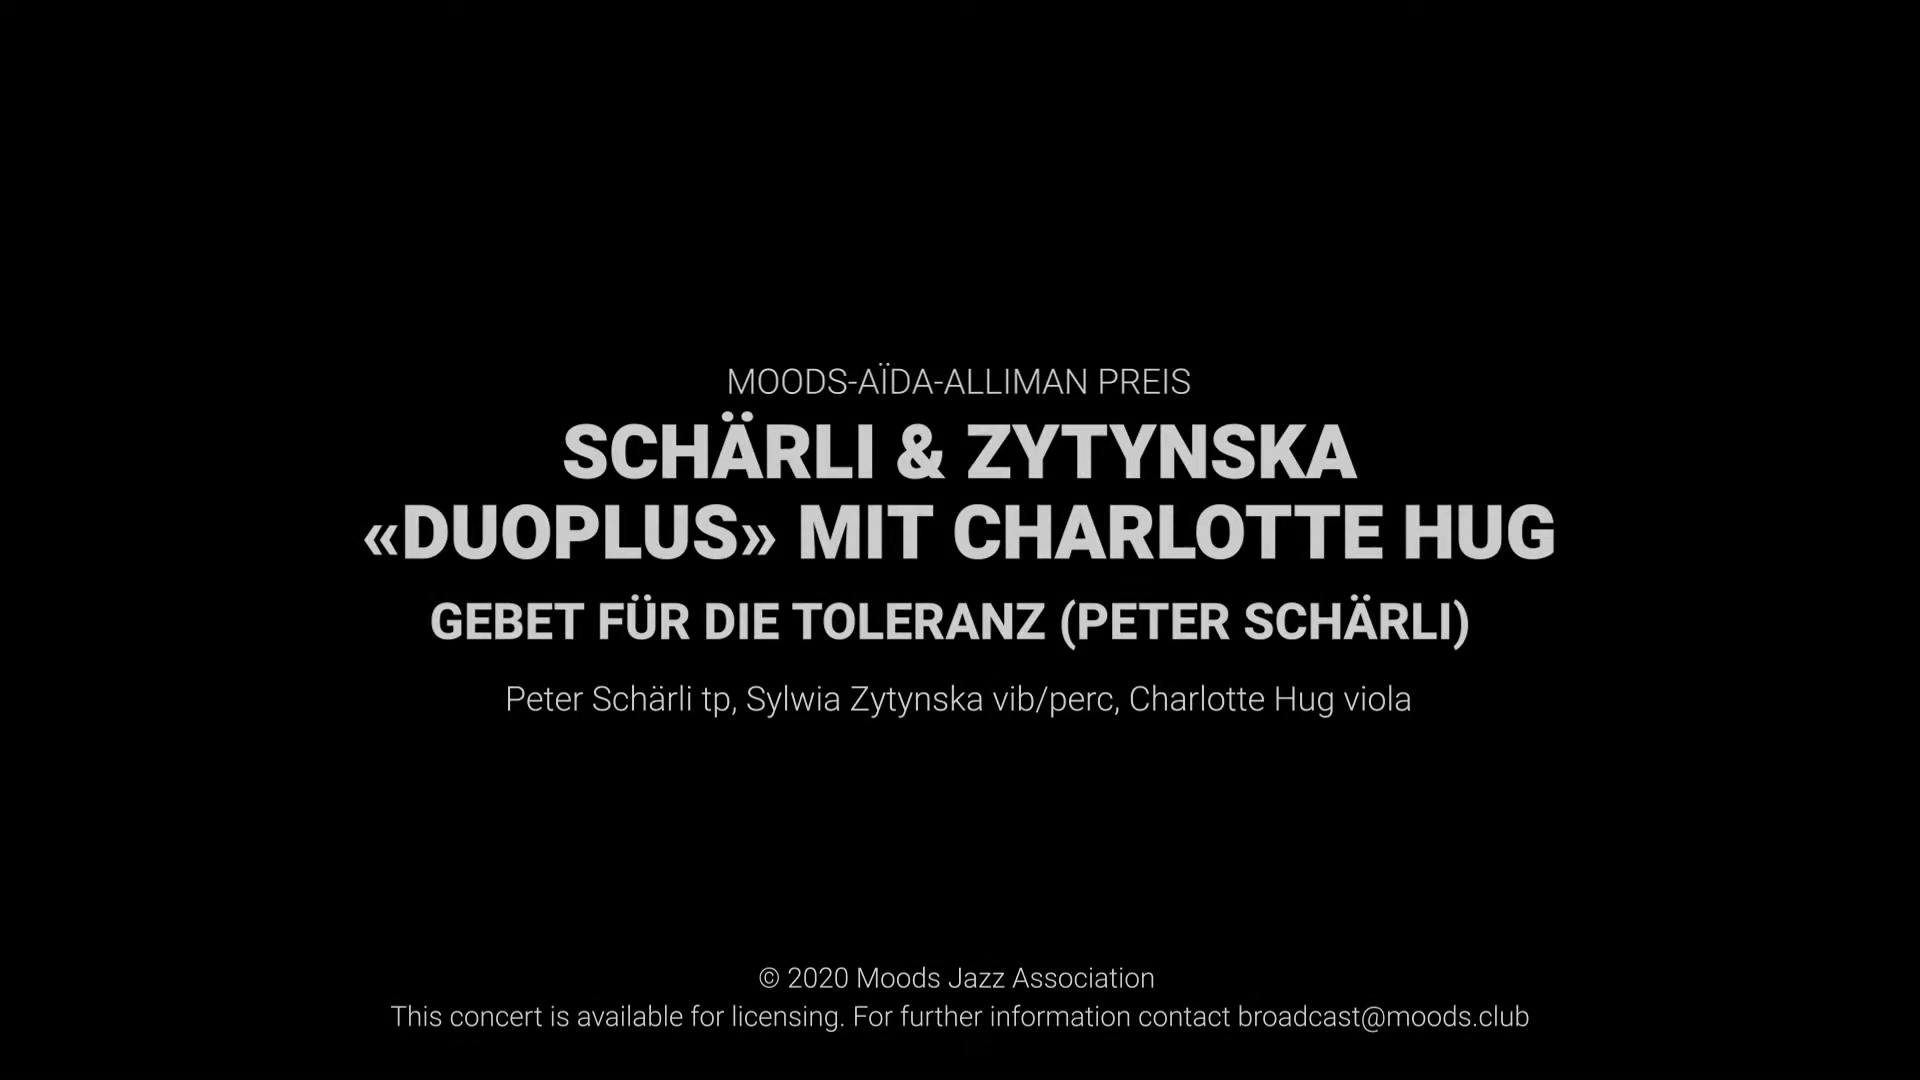 MOODS-AÏDA-ALLIMAN PREIS
SCHÄRLI & ZYTYNSKA
«DUOPLUS» MIT CHARLOTTE HUG
GEBET FÜR DIE TOLERANZ (PETER SCHÄRLI)
Peter Schärli tp, Sylwia Zytynska vib/perc, Charlotte Hug viola
© 2020 Moods Jazz Association
This concert is available for licensing. For further information contact broadcast@moods.club